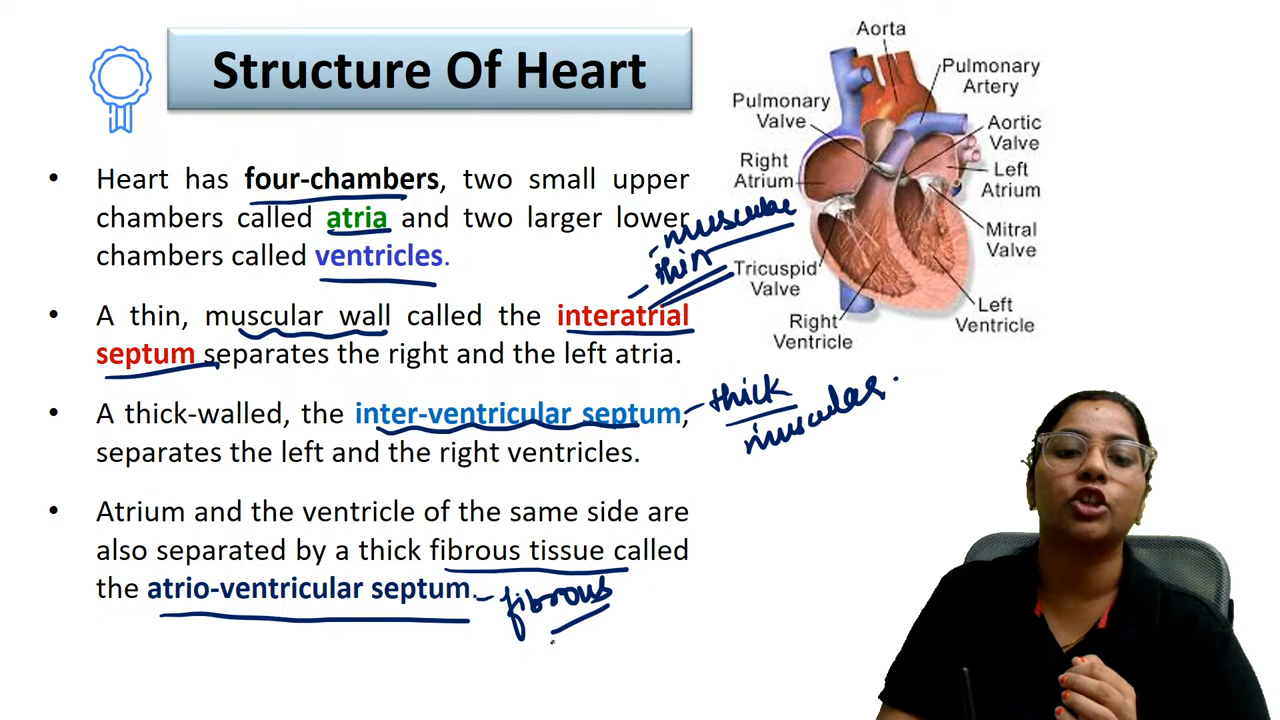 Structure Of Heart
• Heart has four-chambers, two small upper
chambers called atria and two larger lower
chambers called ventricles.
• A thin, muscular wall called the interatrial
septum separates the right and the left atria.
• A thick-walled, the inter-ventricular septum,
separates the left and the right ventricles.
• Atrium and the ventricle of the same side are
also separated by a thick fibrous tissue called
the atrio-ventricular septum.
- muscular
thin
- thick
muscular.
- fibrous
Aorta
Pulmonary
Artery
Pulmonary
Valve
Aortic
Valve
Right
Atrium
Left
Atrium
Mitral
Valve
Tricuspid
Valve
Left
Ventricle
Right
Ventricle